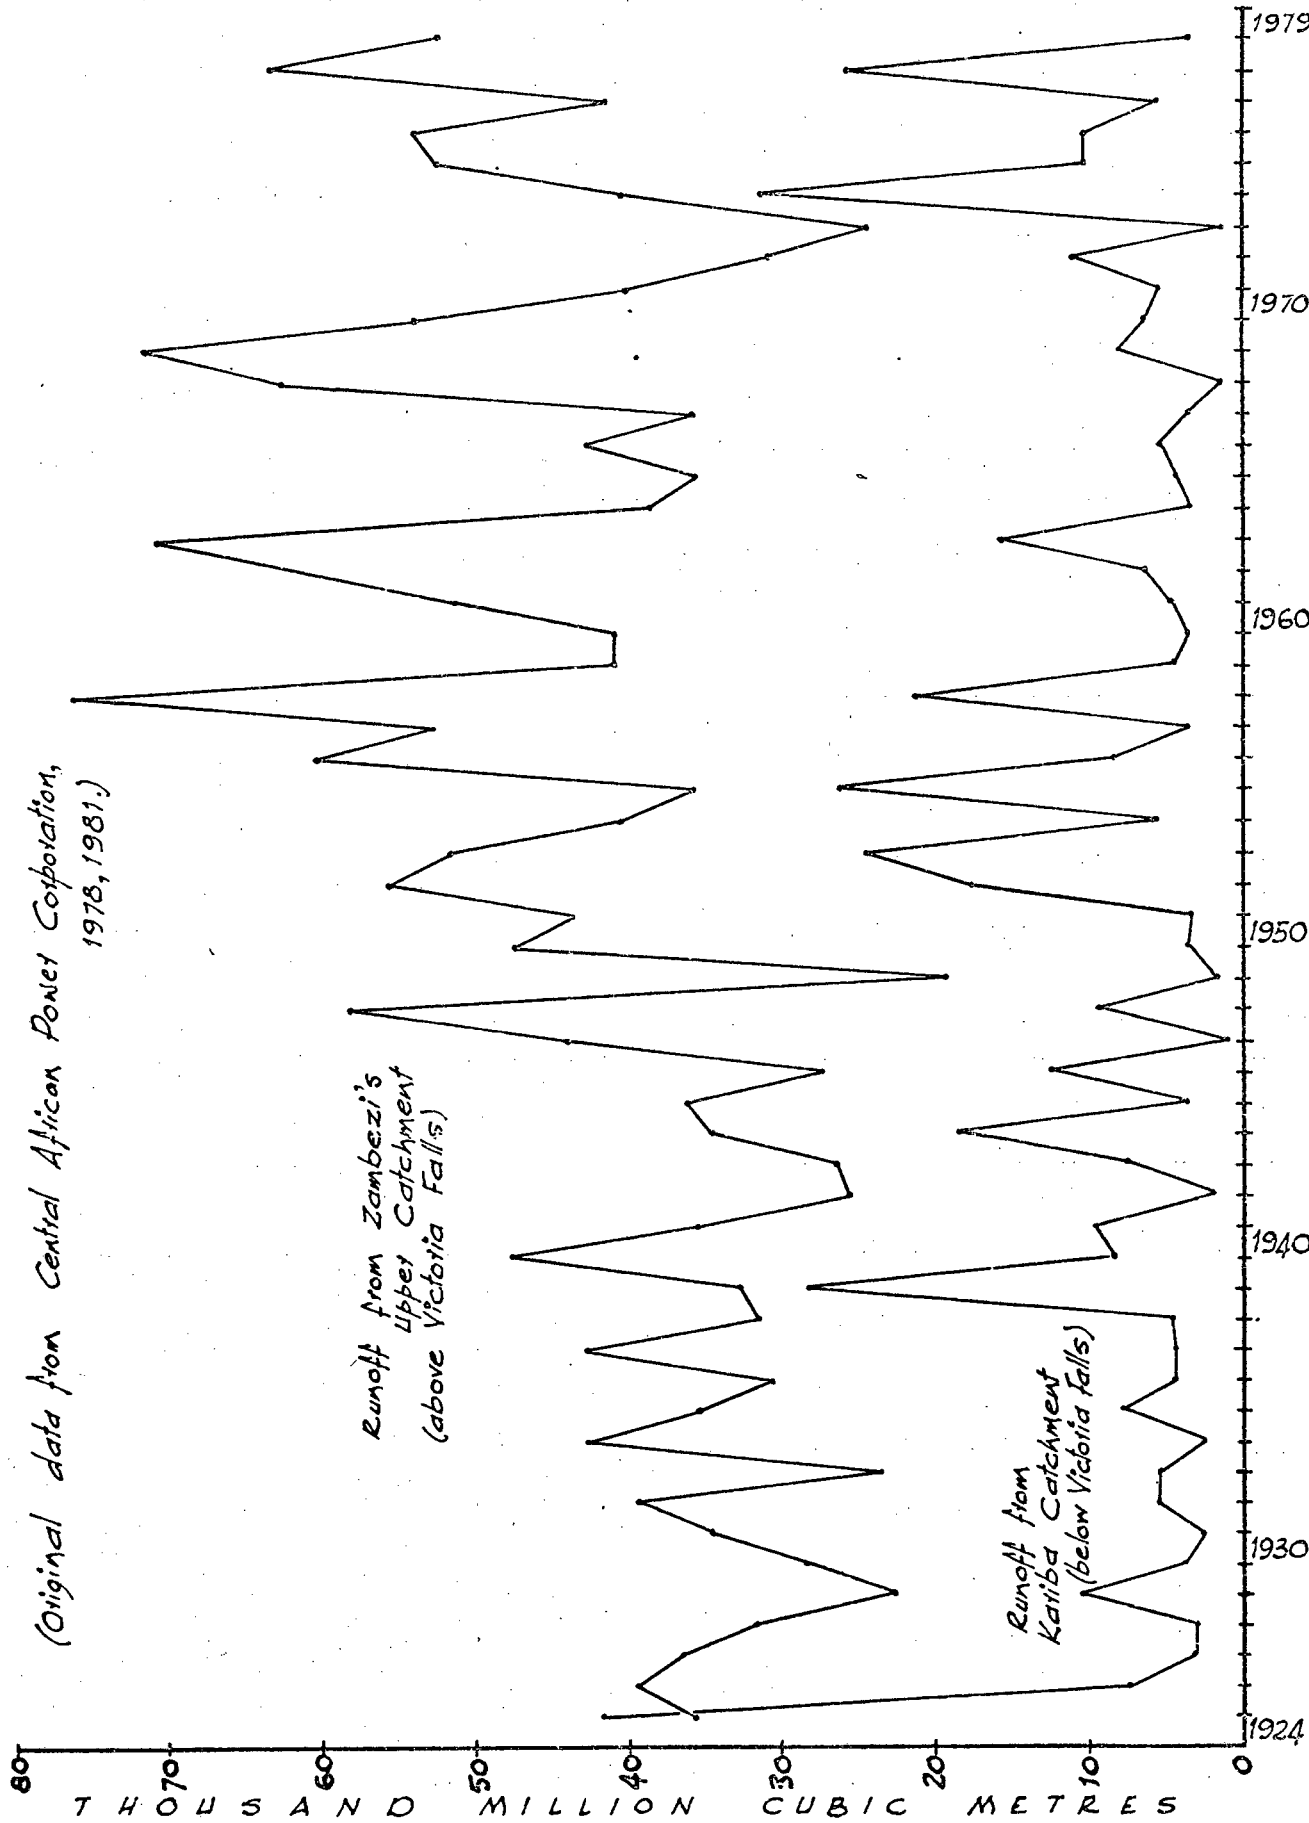 (Original data from Central African Power Corporation,
1978, 1981.)
Runoff from Zambezi's
Upper Catchment
(above Victoria Falls)
Runoff from
Kariba Catchment
(below Victoria Falls)
THOUSAND MILLION CUBIC METRES
80
70
60
50
40
30
20
10
0
1924
1930
1940
1950
1960
1970
1979